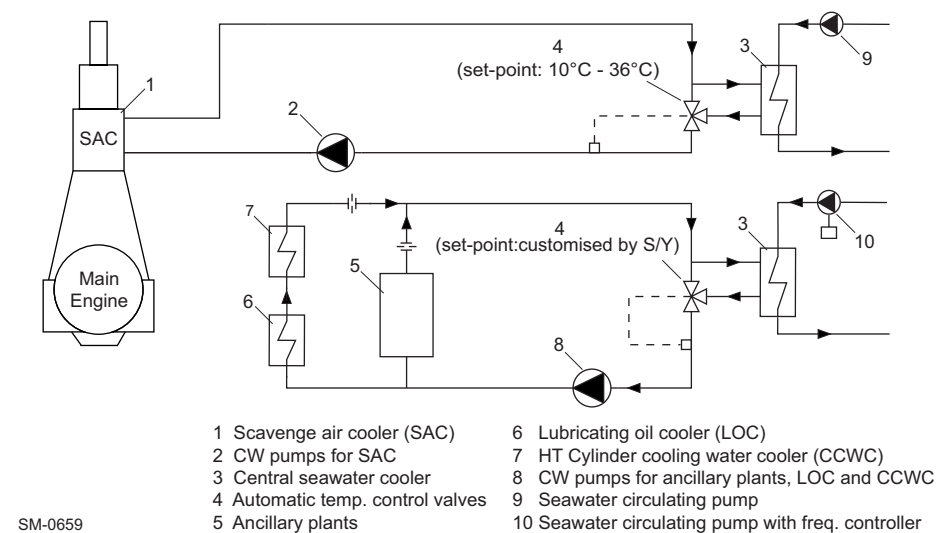 4
(set-point: 10°C - 36°C)
3
9
1
2
SAC
7
4
(set-point:customised by S/Y)
3
10
5
Main
Engine
6
8
1 Scavenge air cooler (SAC)
2 CW pumps for SAC
3 Central seawater cooler
4 Automatic temp. control valves
5 Ancillary plants
6 Lubricating oil cooler (LOC)
7 HT Cylinder cooling water cooler (CCWC)
8 CW pumps for ancillary plants, LOC and CCWC
9 Seawater circulating pump
10 Seawater circulating pump with freq. controller
SM-0659